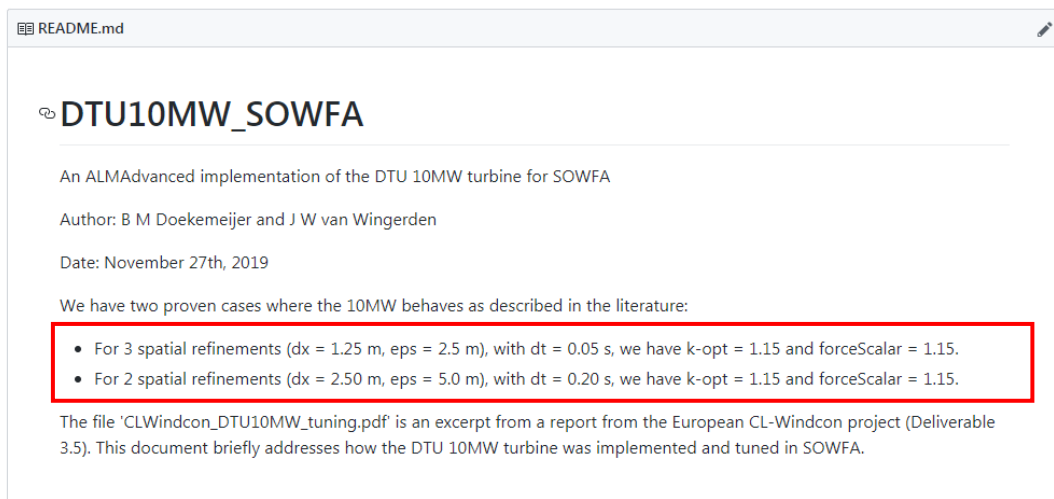 README.md
DTU10MW_SOWFA
An ALMAdvanced implementation of the DTU 10MW turbine for SOWFA
Author: B M Doekemeijer and J W van Wingerden
Date: November 27th, 2019
We have two proven cases where the 10MW behaves as described in the literature:
• For 3 spatial refinements (dx = 1.25 m, eps = 2.5 m), with dt = 0.05 s, we have k-opt = 1.15 and forceScalar = 1.15.
• For 2 spatial refinements (dx = 2.50 m, eps = 5.0 m), with dt = 0.20 s, we have k-opt = 1.15 and forceScalar = 1.15.
The file 'CLWindcon_DTU10MW_tuning.pdf' is an excerpt from a report from the European CL-Windcon project (Deliverable
3.5). This document briefly addresses how the DTU 10MW turbine was implemented and tuned in SOWFA.